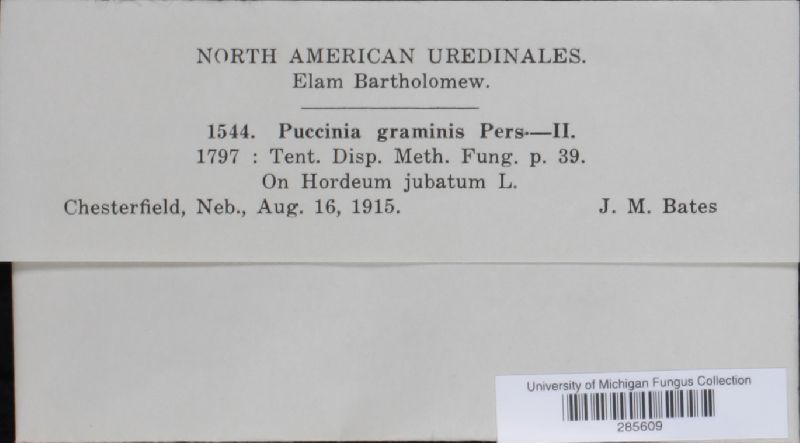 NORTH AMERICAN UREDINALES.
Elam Bartholomew.
1544. Puccinia graminis Pers.—II.
1797 : Tent. Disp. Meth. Fung. p. 39.
On Hordeum jubatum L.
Chesterfield, Neb., Aug. 16, 1915. J. M. Bates
University of Michigan Fungus Collection
285609